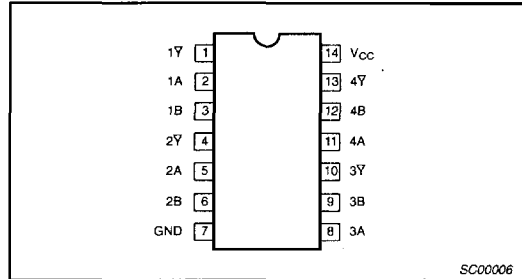 1Y̅ 1 14 VCC
1A 2 13 4Y̅
1B 3 12 4B
2Y̅ 4 11 4A
2A 5 10 3Y̅
2B 6 9 3B
GND 7 8 3A
SC00006